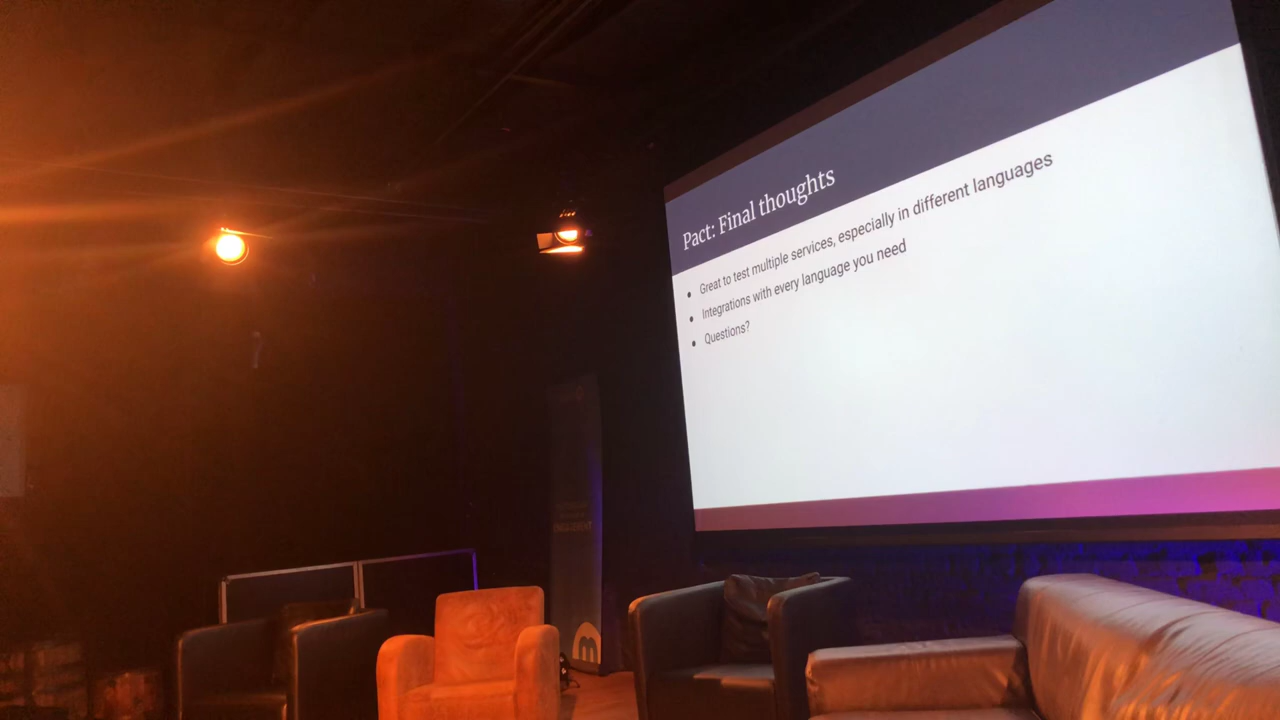 Pact: Final thoughts
Great to test multiple services, especially in different languages
Integrations with every language you need
Questions?
m